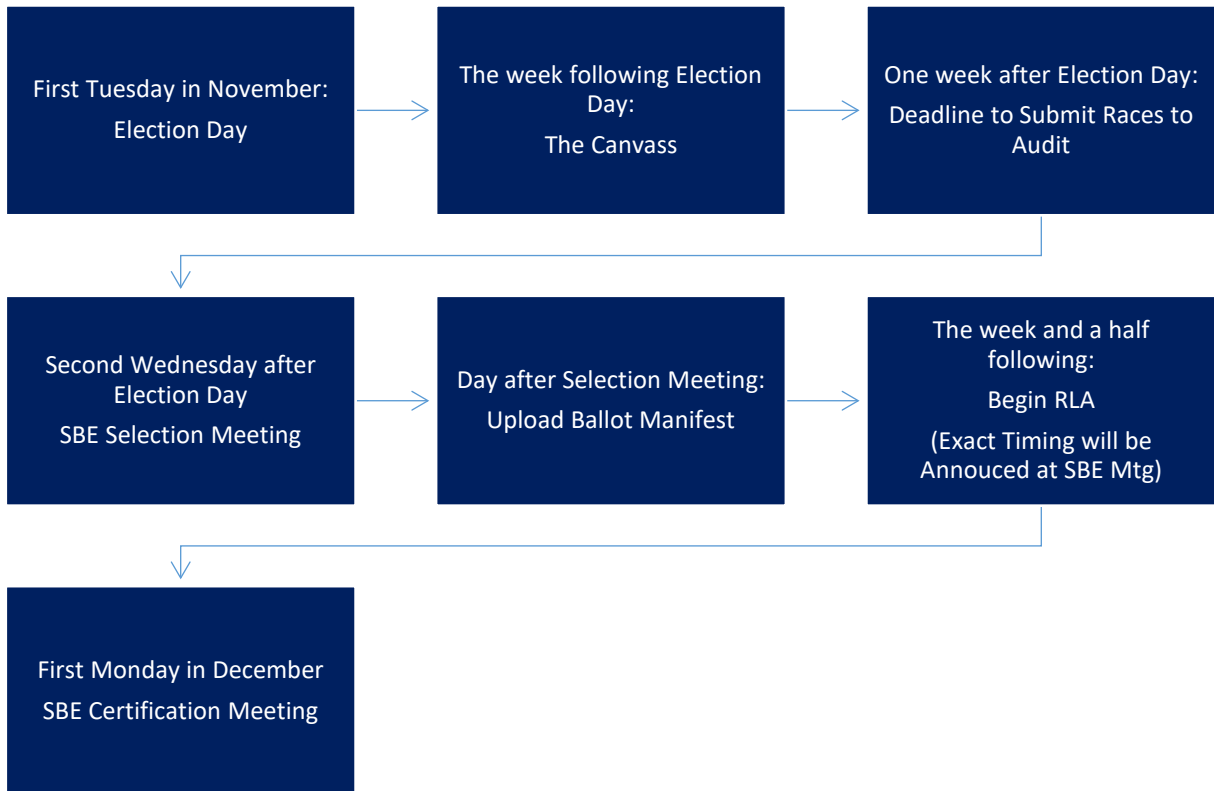 First Tuesday in November:
Election Day
The week following Election
Day:
The Canvass
One week after Election Day:
Deadline to Submit Races to
Audit
Second Wednesday after
Election Day
SBE Selection Meeting
Day after Selection Meeting:
Upload Ballot Manifest
The week and a half
following:
Begin RLA
(Exact Timing will be
Annouced at SBE Mtg)
First Monday in December
SBE Certification Meeting